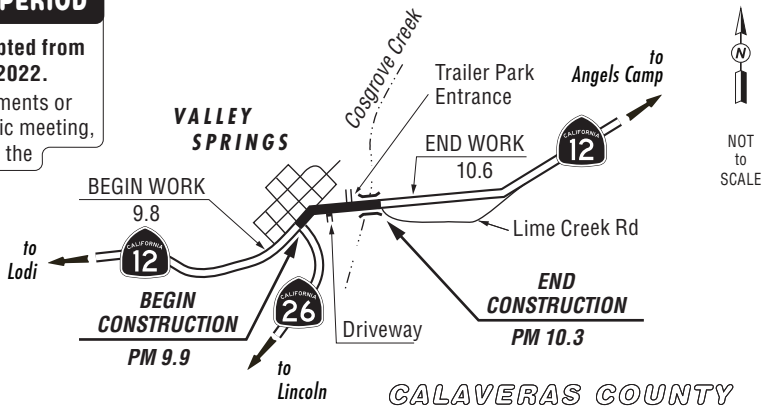 PERIOD
pted from
2022.
ments or
ic meeting,
the
VALLEY
SPRINGS
Cosgrove Creek
Trailer Park
Entrance
to
Angels Camp
N
NOT
to
SCALE
BEGIN WORK
9.8
END WORK
10.6
CALIFORNIA
12
to
Lodi
CALIFORNIA
12
Lime Creek Rd
BEGIN
CONSTRUCTION
PM 9.9
CALIFORNIA
26
Driveway
END
CONSTRUCTION
PM 10.3
to
Lincoln
CALAVERAS COUNTY